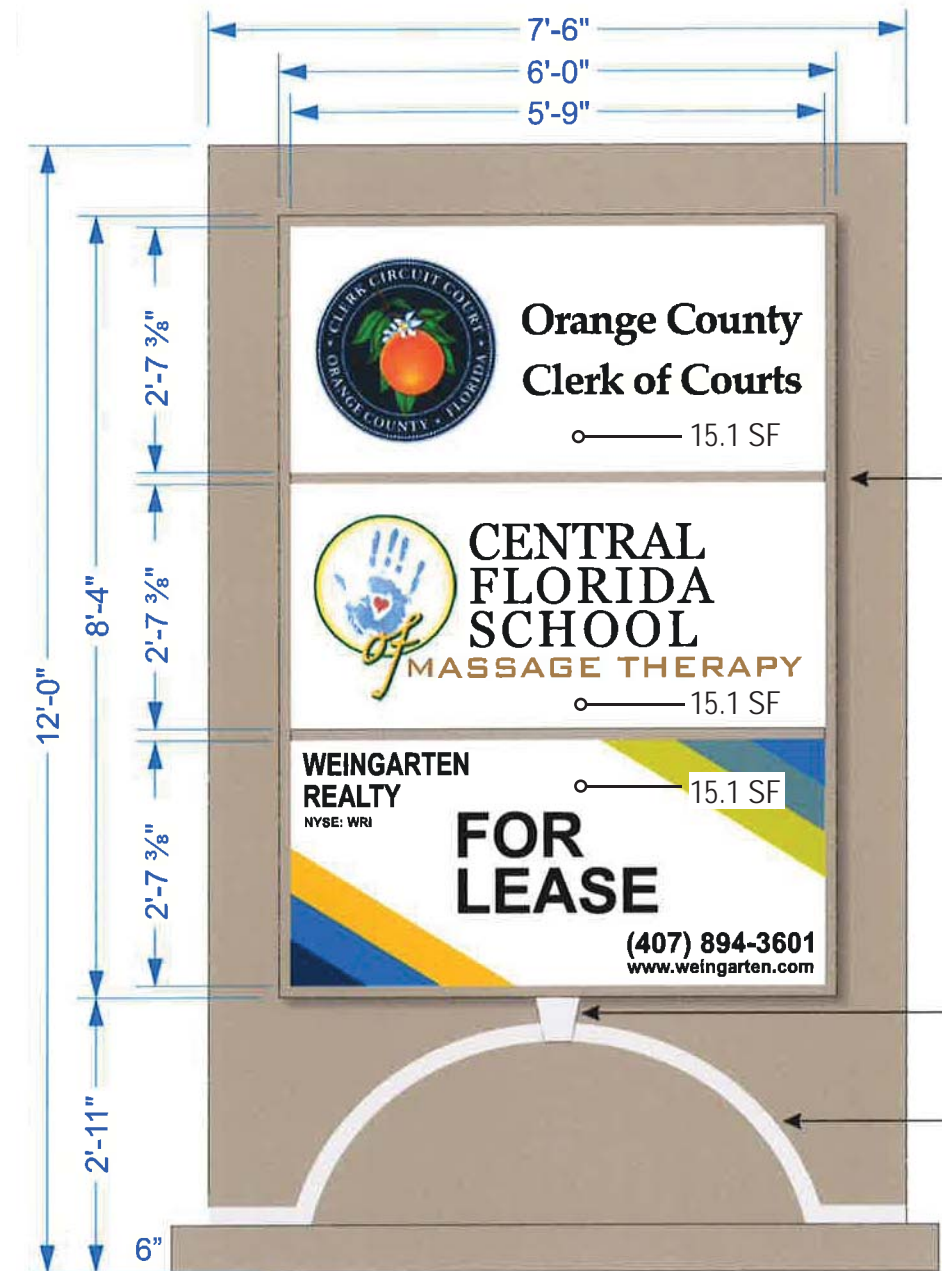 7'-6"
6'-0"
5'-9"
12'-0"
8'-4"
2'-7 3/8"
CLERK CIRCUIT COURT
ORANGE COUNTY • FLORIDA
Orange County
Clerk of Courts
15.1 SF
2'-7 3/8"
CENTRAL
FLORIDA
SCHOOL
of
MASSAGE THERAPY
15.1 SF
2'-7 3/8"
WEINGARTEN
REALTY
NYSE: WRI
15.1 SF
FOR
LEASE
(407) 894-3601
www.weingarten.com
2'-11"
6”